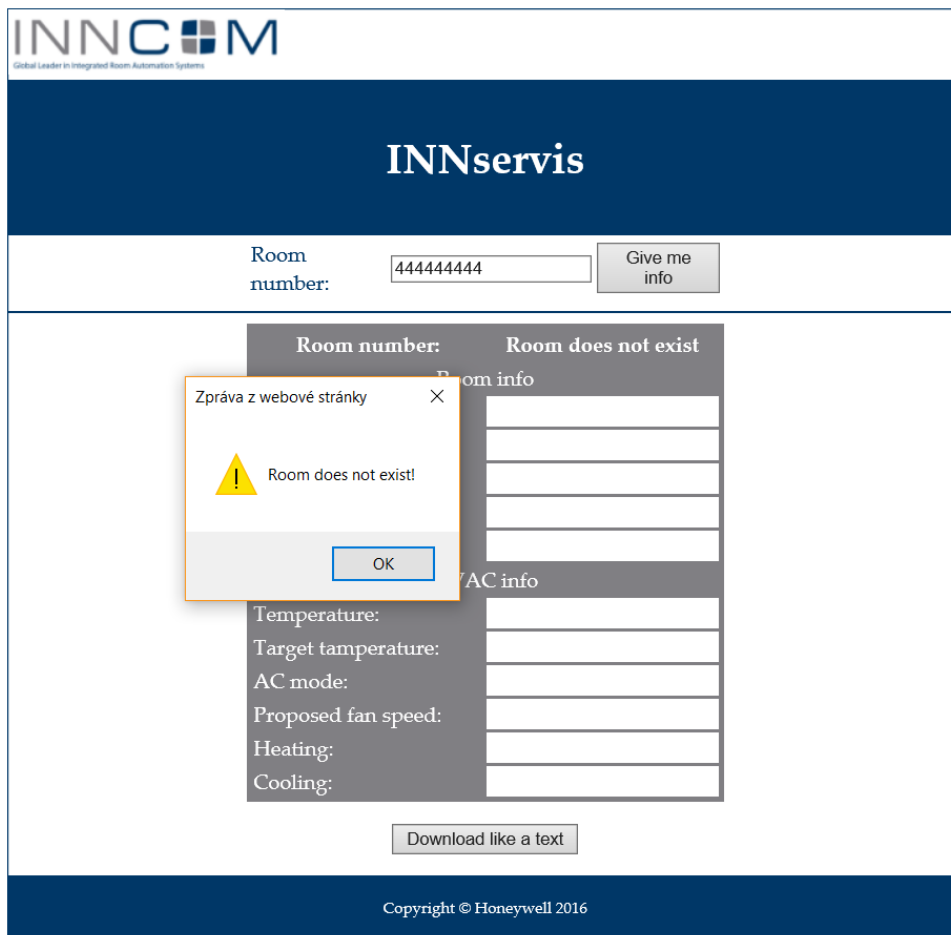 INNCOM
Global Leader in Integrated Room Automation Systems
INNservis
Room
number:
444444444
Give me
info
Room number:
Room does not exist
Room info
Zpráva z webové stránky
Room does not exist!
OK
AC info
Temperature:
Target tamperature:
AC mode:
Proposed fan speed:
Heating:
Cooling:
Download like a text
Copyright © Honeywell 2016